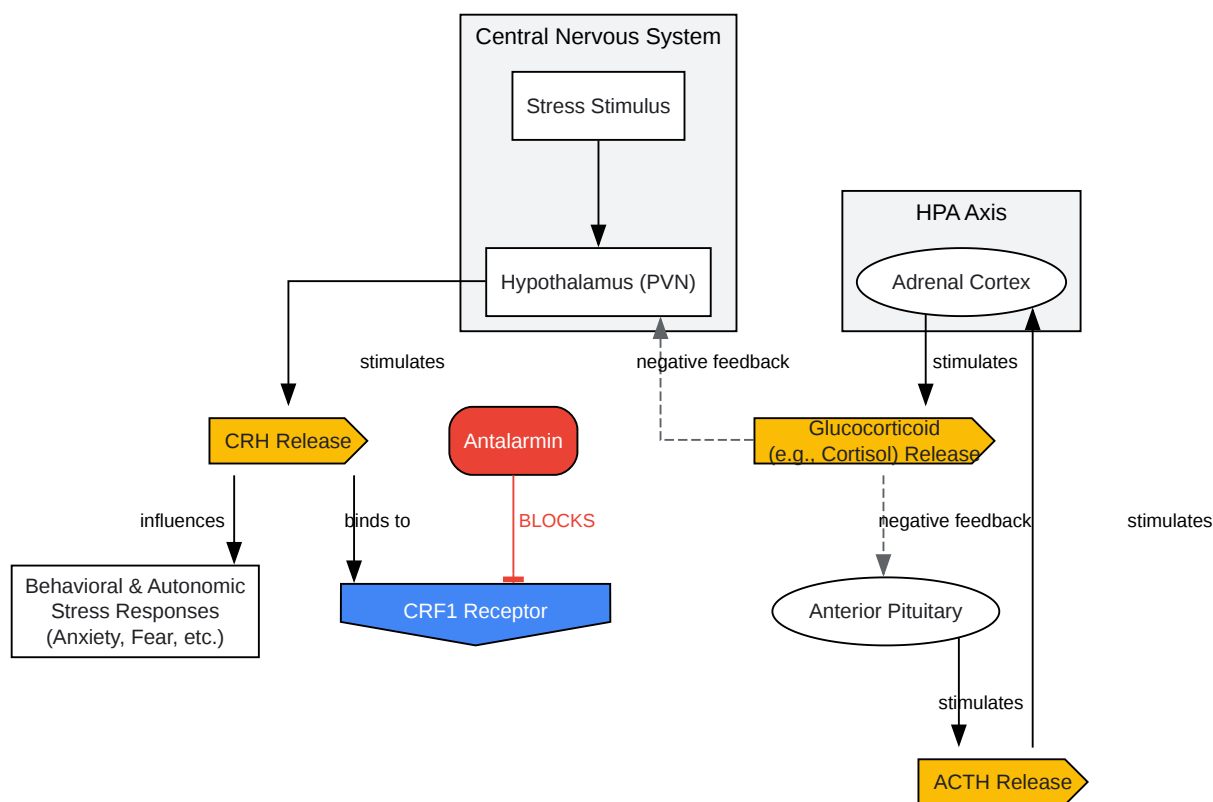 Central Nervous System
Stress Stimulus
HPA Axis
Hypothalamus (PVN)
Adrenal Cortex
stimulates
negative feedback
stimulates
CRH Release
Antalarmin
Glucocorticoid
(e.g., Cortisol) Release
influences
binds to
BLOCKS
negative feedback
stimulates
Behavioral & Autonomic
Stress Responses
(Anxiety, Fear, etc.)
CRF1 Receptor
Anterior Pituitary
stimulates
ACTH Release